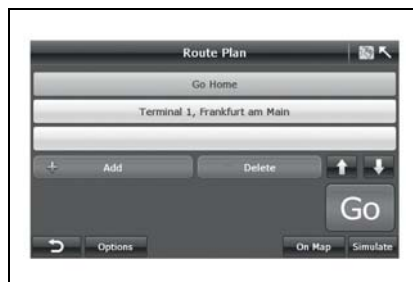 Route Plan
Go Home
Terminal 1, Frankfurt am Main
+ Add Delete
Go
Options On Map Simulate